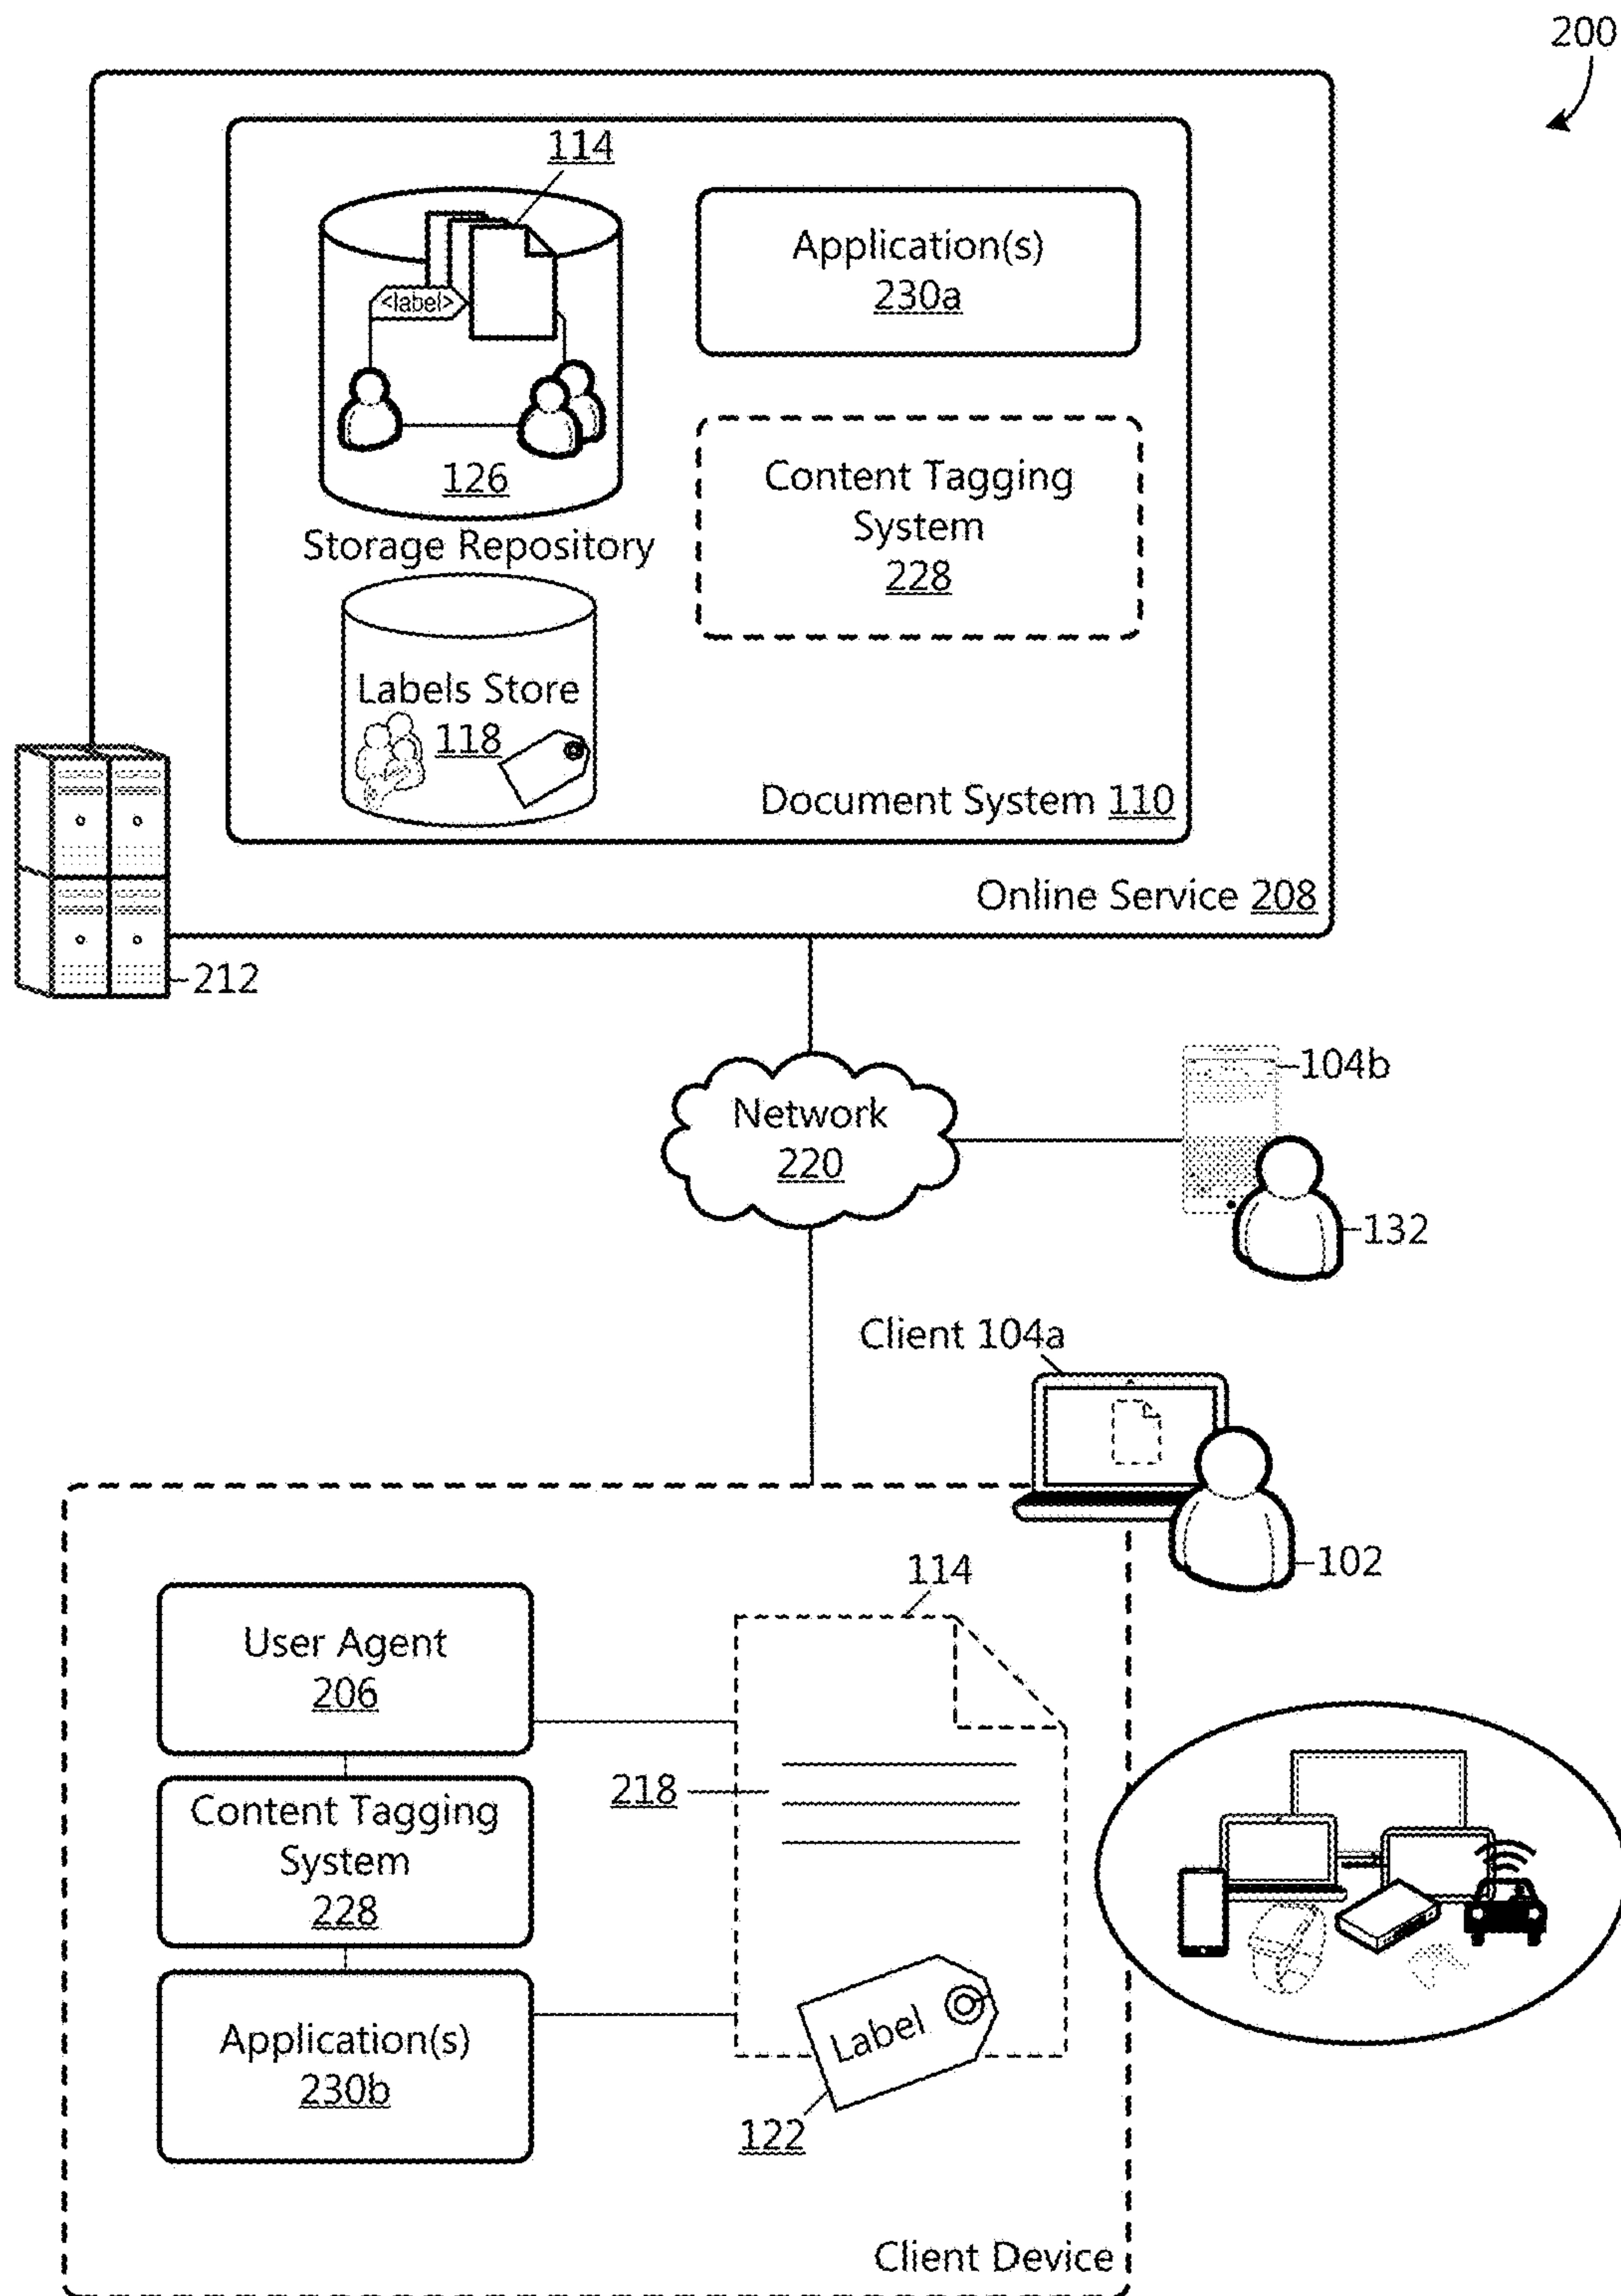 200
114
<label>
Application(s)
230a
126
Storage Repository
Content Tagging
System
228
Labels Store
118
Document System 110
Online Service 208
212
Network
220
104b
132
Client 104a
102
114
User Agent
206
218
Content Tagging
System
228
Application(s)
230b
Label
122
Client Device